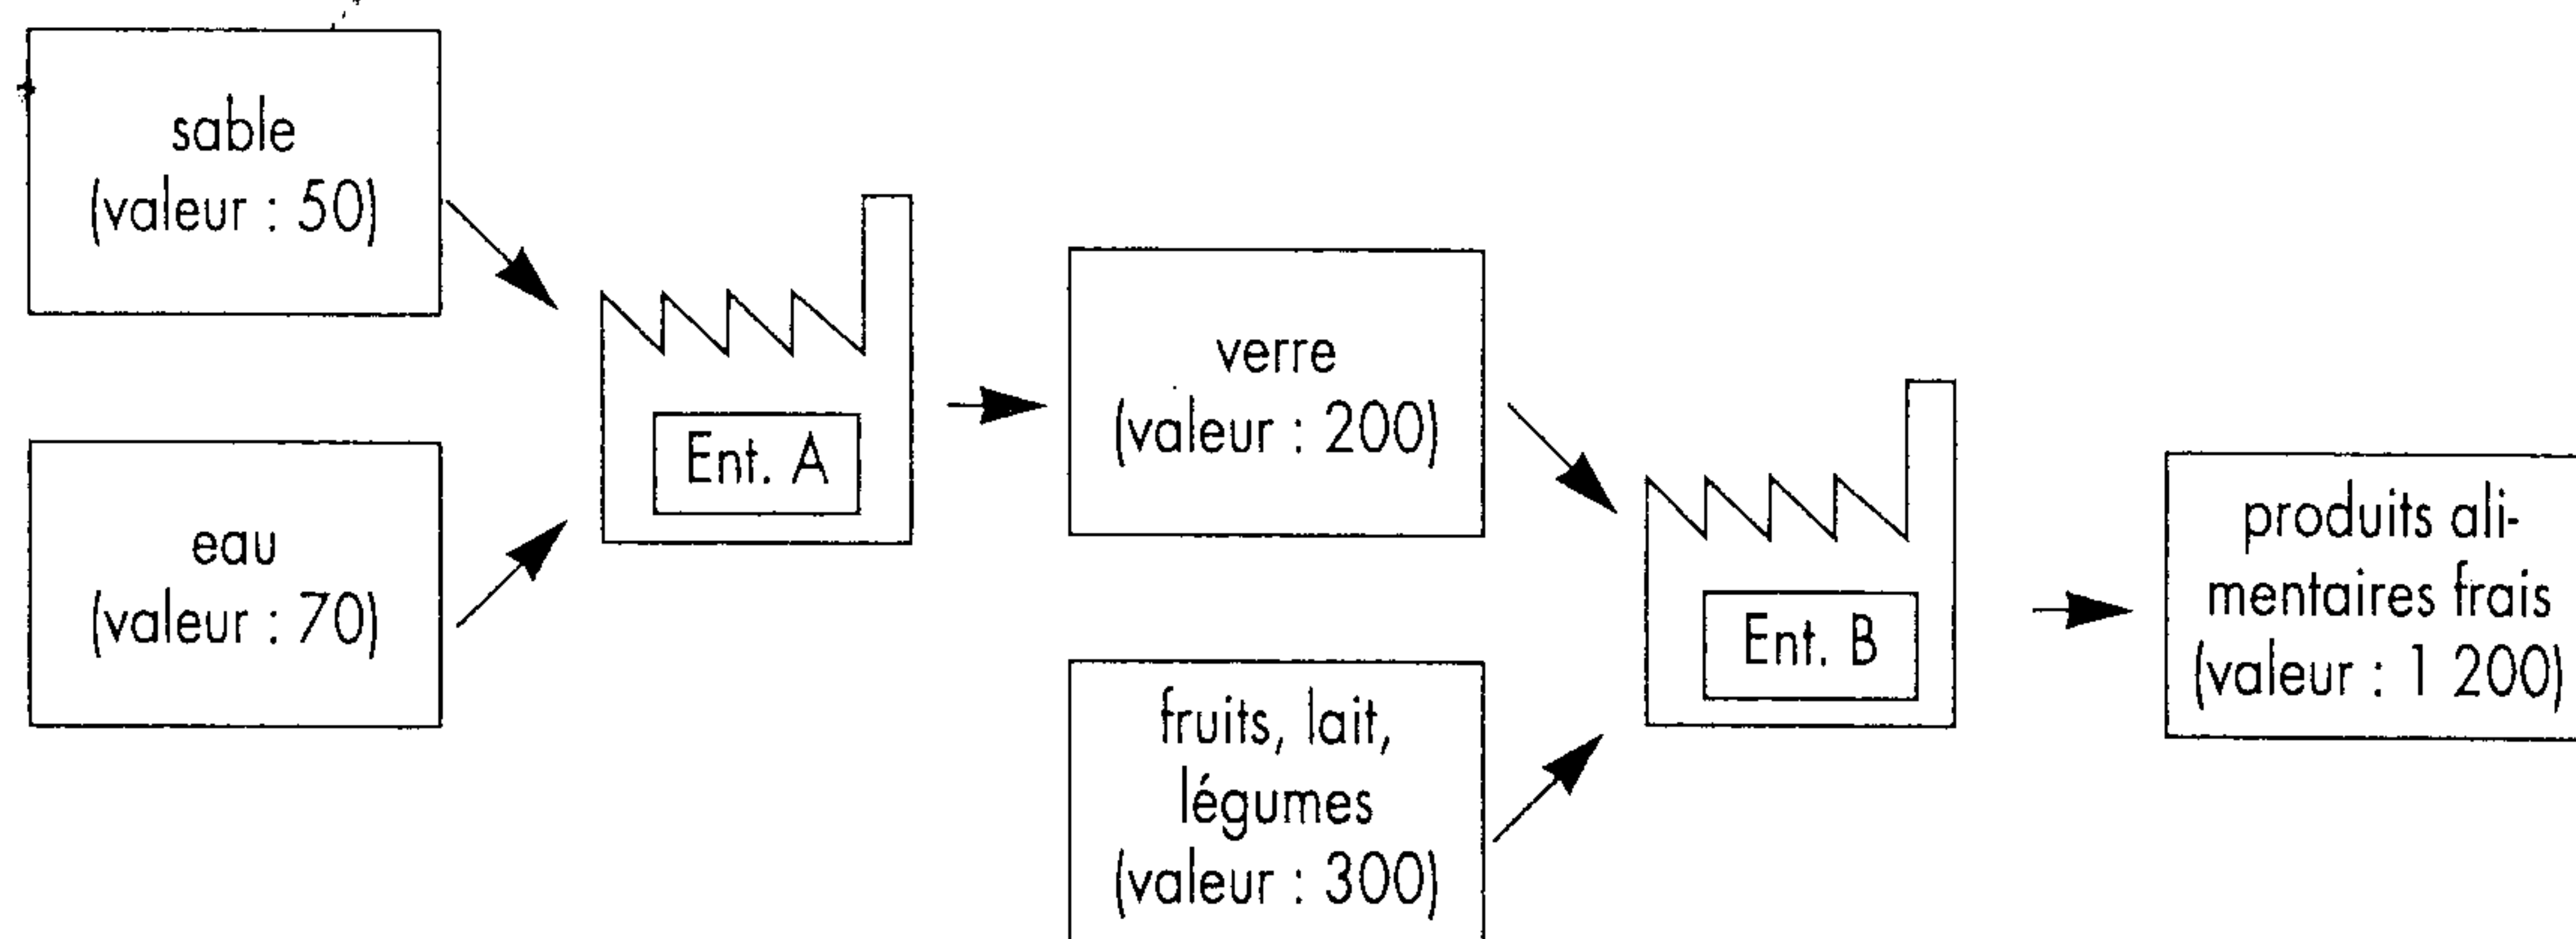 sable
(valeur : 50)
eau
(valeur : 70)
Ent. A
verre
(valeur : 200)
fruits, lait,
légumes
(valeur : 300)
Ent. B
produits ali-
mentaires frais
(valeur : 1 200)